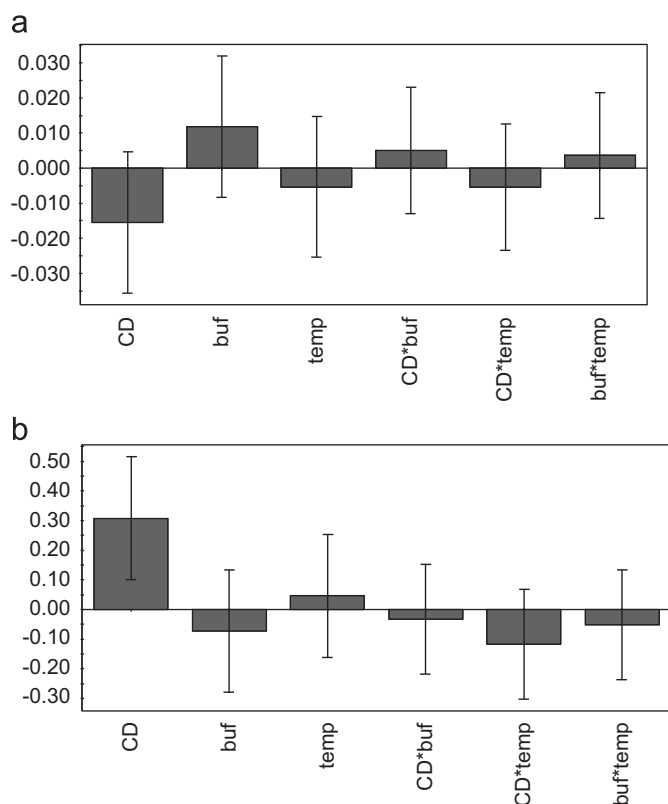 a
0.030
0.020
0.010
0.000
-0.010
-0.020
-0.030
CD
buf
temp
CD*buf
CD*temp
buf*temp
b
0.50
0.40
0.30
0.20
0.10
0.00
-0.10
-0.20
-0.30
CD
buf
temp
CD*buf
CD*temp
buf*temp